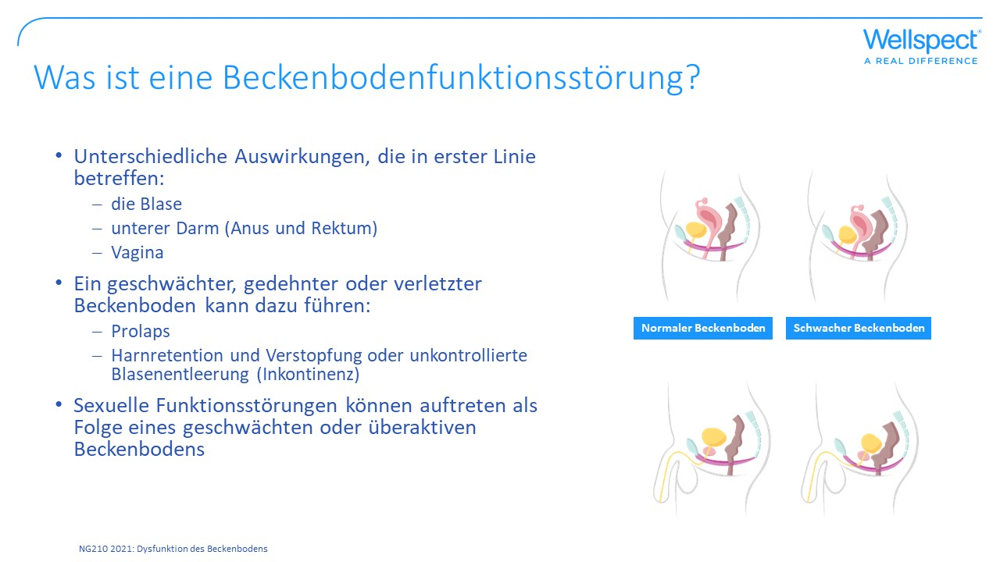 Wellspect®
A REAL DIFFERENCE
Was ist eine Beckenbodenfunktionsstörung?
• Unterschiedliche Auswirkungen, die in erster Linie
betreffen:
– die Blase
– unterer Darm (Anus und Rektum)
– Vagina
• Ein geschwächter, gedehnter oder verletzter
Beckenboden kann dazu führen:
– Prolaps
– Harnretention und Verstopfung oder unkontrollierte
Blasenentleerung (Inkontinenz)
• Sexuelle Funktionsstörungen können auftreten als
Folge eines geschwächten oder überaktiven
Beckenbodens
Normaler Beckenboden
Schwacher Beckenboden
NG210 2021: Dysfunktion des Beckenbodens